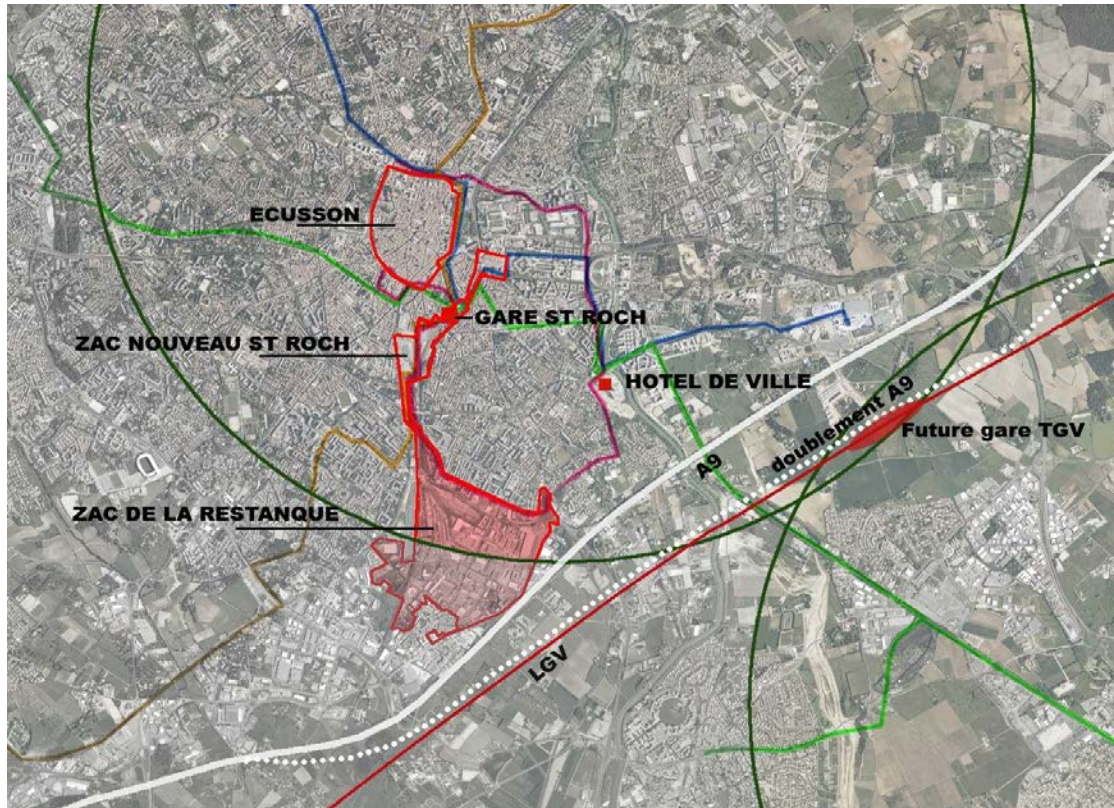 ECUSSON
GARE ST ROCH
ZAC NOUVEAU ST ROCH
HOTEL DE VILLE
doublement A9
Future gare TGV
A9
ZAC DE LA RESTANQUE
LGV